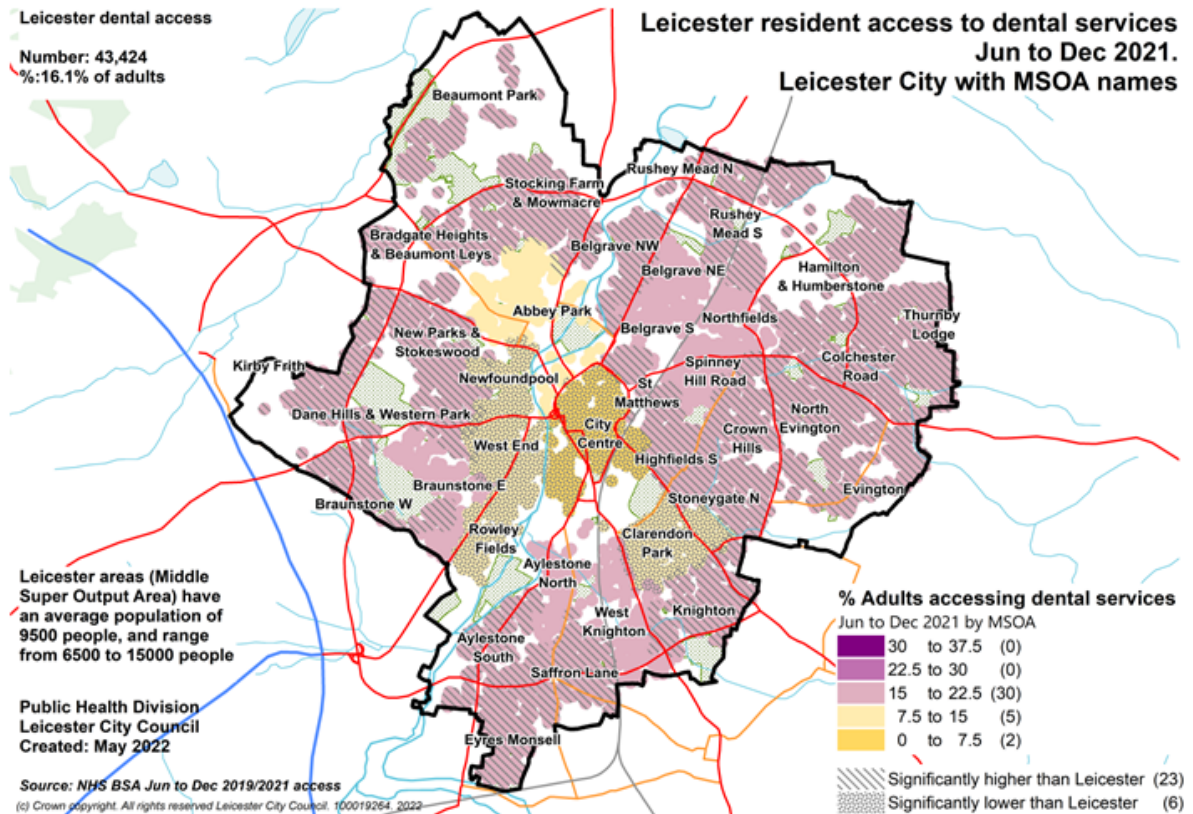 Leicester dental access
Number: 43,424
%:16.1% of adults
Leicester resident access to dental services
Jun to Dec 2021.
Leicester City with MSOA names
Beaumont Park
Rushey Mead N
Stocking Farm
& Mowmacre
Rushey
Mead S
Bradgate Heights
& Beaumont Leys
Belgrave NW
Belgrave NE
Hamilton
& Humberstone
Abbey Park
Northfields
Thurnby
Lodge
New Parks &
Stokeswood
Belgrave S
Kirby Frith
Newfoundpool
St
Matthews
Spinney
Hill Road
Colchester
Road
Dane Hills & Western Park
City
Centre
North
Evington
Crown
Hills
West End
Highfields S
Braunstone E
Evington
Braunstone W
Stoneygate N
Rowley
Fields
Clarendon
Park
Aylestone
North
West
Knighton
Knighton
Aylestone
South
Saffron Lane
Eyres Monsell
Leicester areas (Middle
Super Output Area) have
an average population of
9500 people, and range
from 6500 to 15000 people
Public Health Division
Leicester City Council
Created: May 2022
Source: NHS BSA Jun to Dec 2019/2021 access
(c) Crown copyright. All rights reserved Leicester City Council. 100019264. 2022
% Adults accessing dental services
Jun to Dec 2021 by MSOA
30 to 37.5 (0)
22.5 to 30 (0)
15 to 22.5 (30)
7.5 to 15 (5)
0 to 7.5 (2)
Significantly higher than Leicester (23)
Significantly lower than Leicester (6)